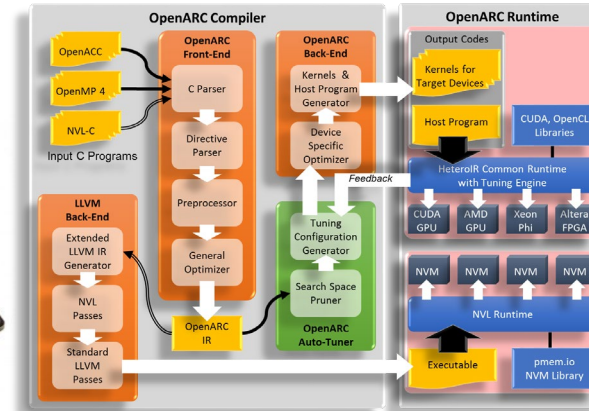 OpenARC Compiler
OpenARC Runtime
OpenACC
OpenMP 4
NVL-C
Input C Programs
OpenARC
Front-End
C Parser
Directive
Parser
Preprocessor
General
Optimizer
OpenARC
IR
LLVM
Back-End
Extended
LLVM IR
Generator
NVL
Passes
Standard
LLVM
Passes
OpenARC
Back-End
Kernels &
Host Program
Generator
Device
Specific
Optimizer
Feedback
Tuning
Configuration
Generator
Search Space
Pruner
OpenARC
Auto-Tuner
Output Codes
Kernels for
Target Devices
Host Program
CUDA, OpenCL
Libraries
HeteroIR Common Runtime
with Tuning Engine
CUDA
GPU
AMD
GPU
Xeon
Phi
Altera
FPGA
NVM
NVM
NVM
NVM
NVL Runtime
Executable
pmem.io
NVM Library